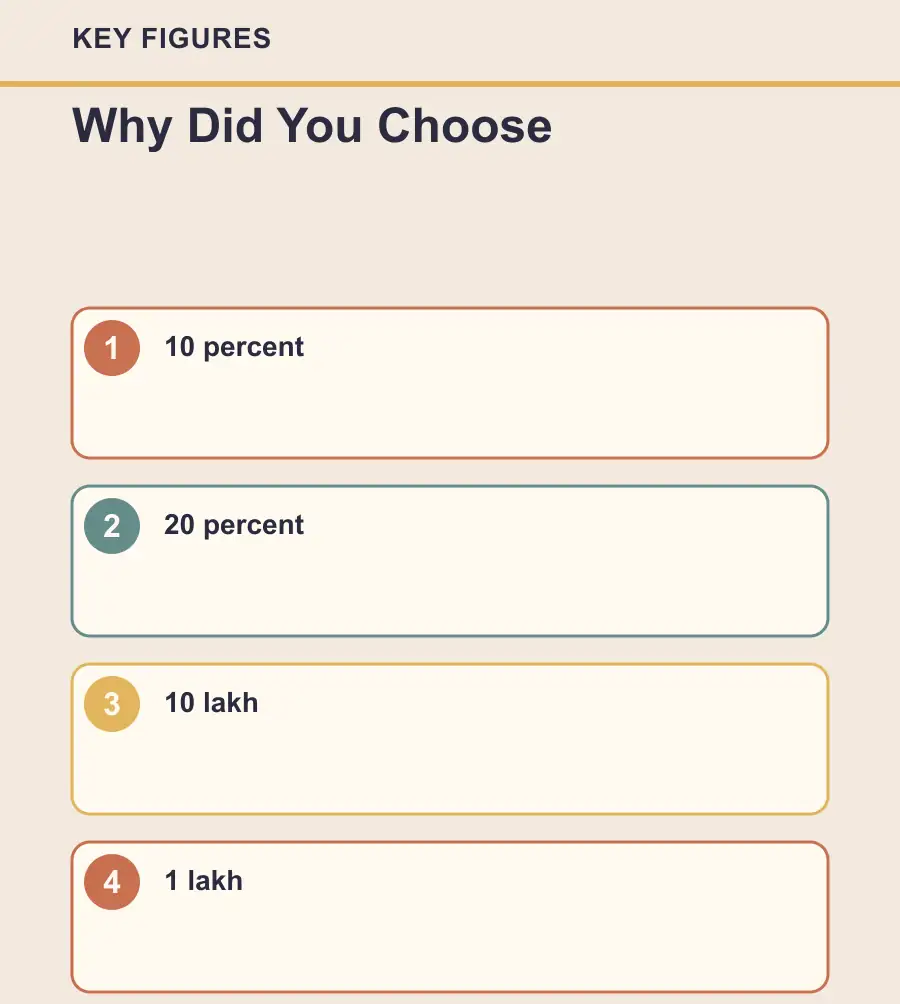 KEY FIGURES
Why Did You Choose
1 10 percent
2 20 percent
3 10 lakh
4 1 lakh